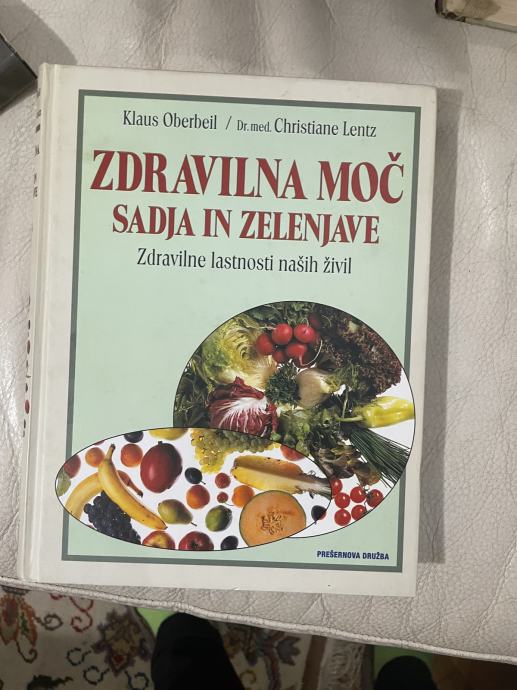 Klaus Oberbeil / Dr. med. Christiane Lentz
ZDRAVILNA MOČ
SADJA IN ZELENJAVE
Zdravilne lastnosti naših živil
PREŠERNOVA DRUŽBA